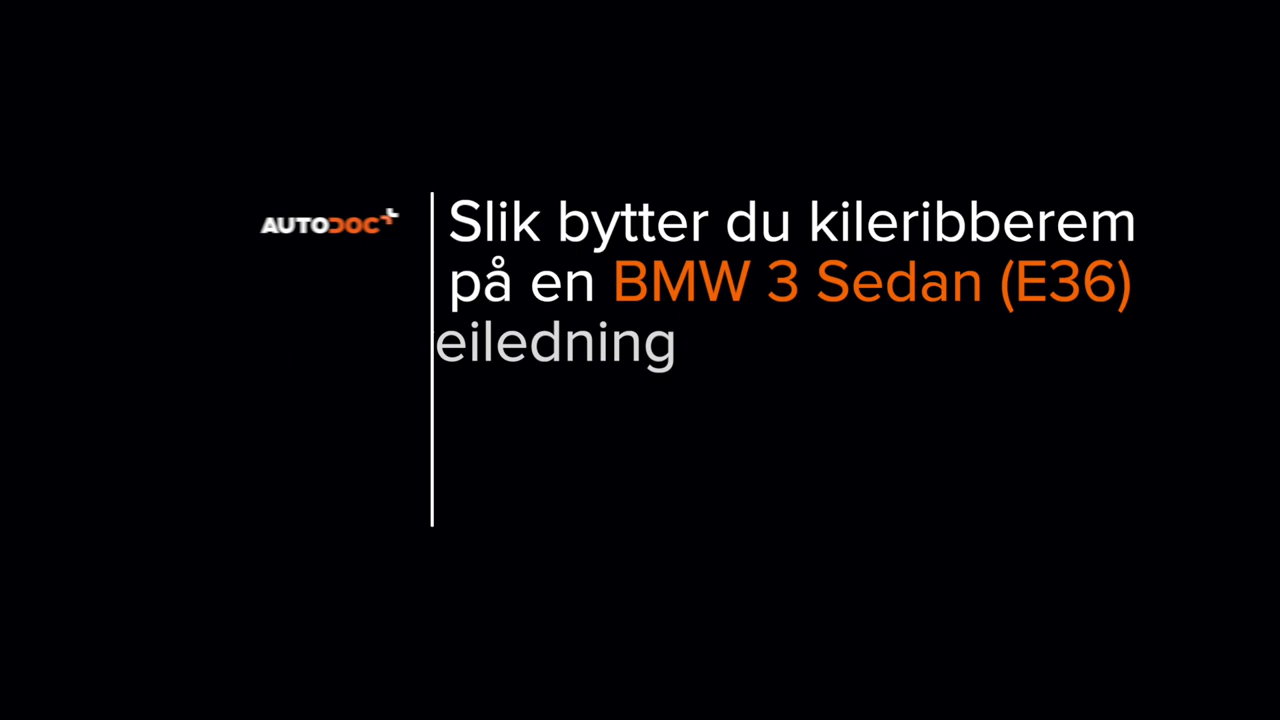 AUTODOC
Slik bytter du kileribberem
på en BMW 3 Sedan (E36)
eiledning